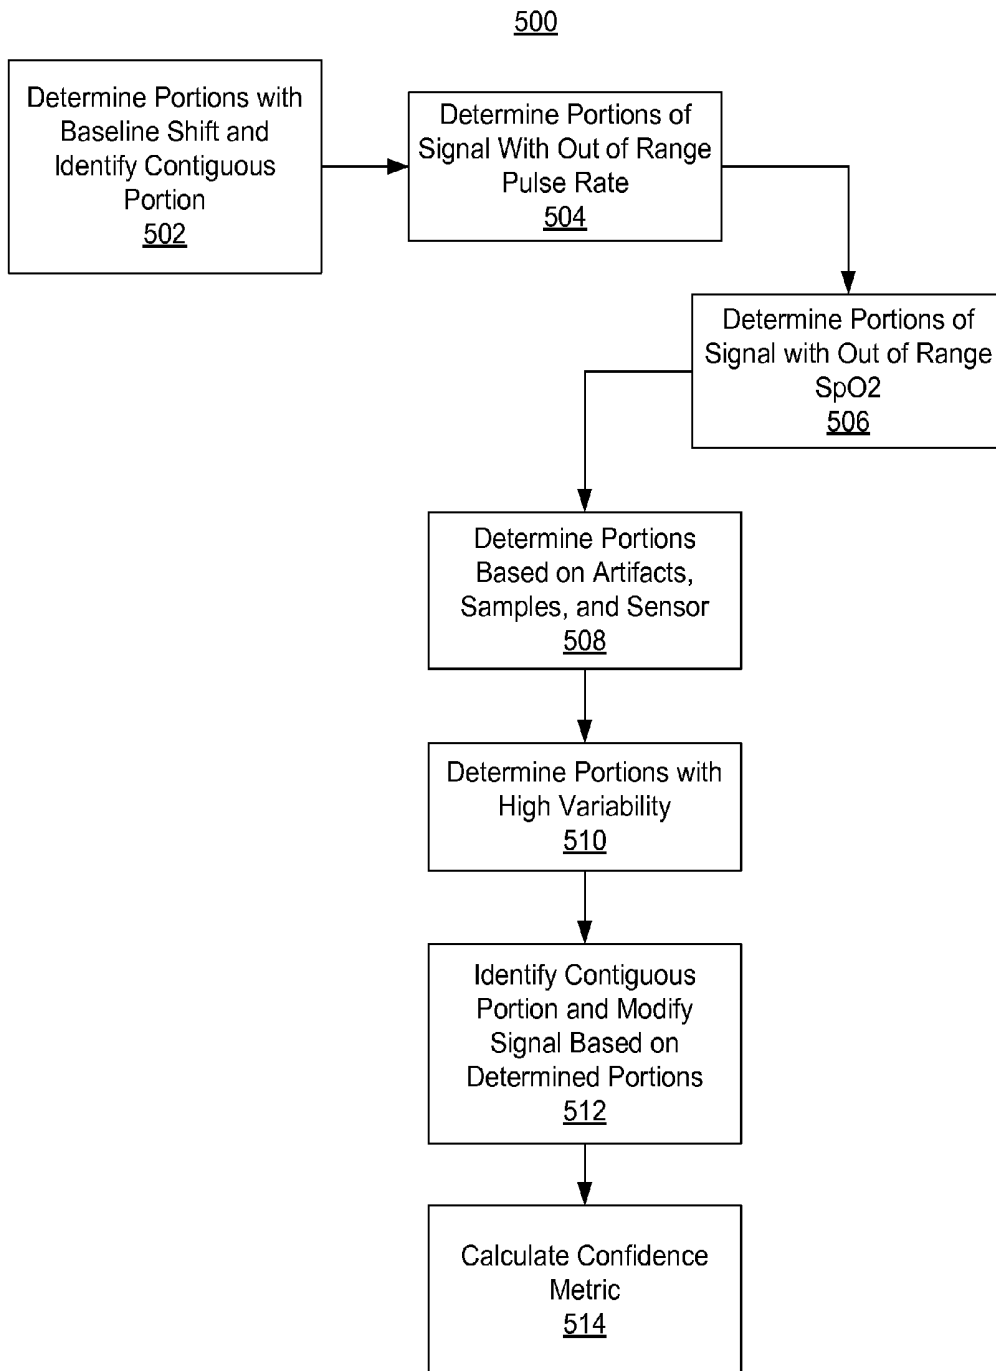 500
Determine Portions with
Baseline Shift and
Identify Contiguous
Portion
502
Determine Portions of
Signal With Out of Range
Pulse Rate
504
Determine Portions of
Signal with Out of Range
SpO2
506
Determine Portions
Based on Artifacts,
Samples, and Sensor
508
Determine Portions with
High Variability
510
Identify Contiguous
Portion and Modify
Signal Based on
Determined Portions
512
Calculate Confidence
Metric
514